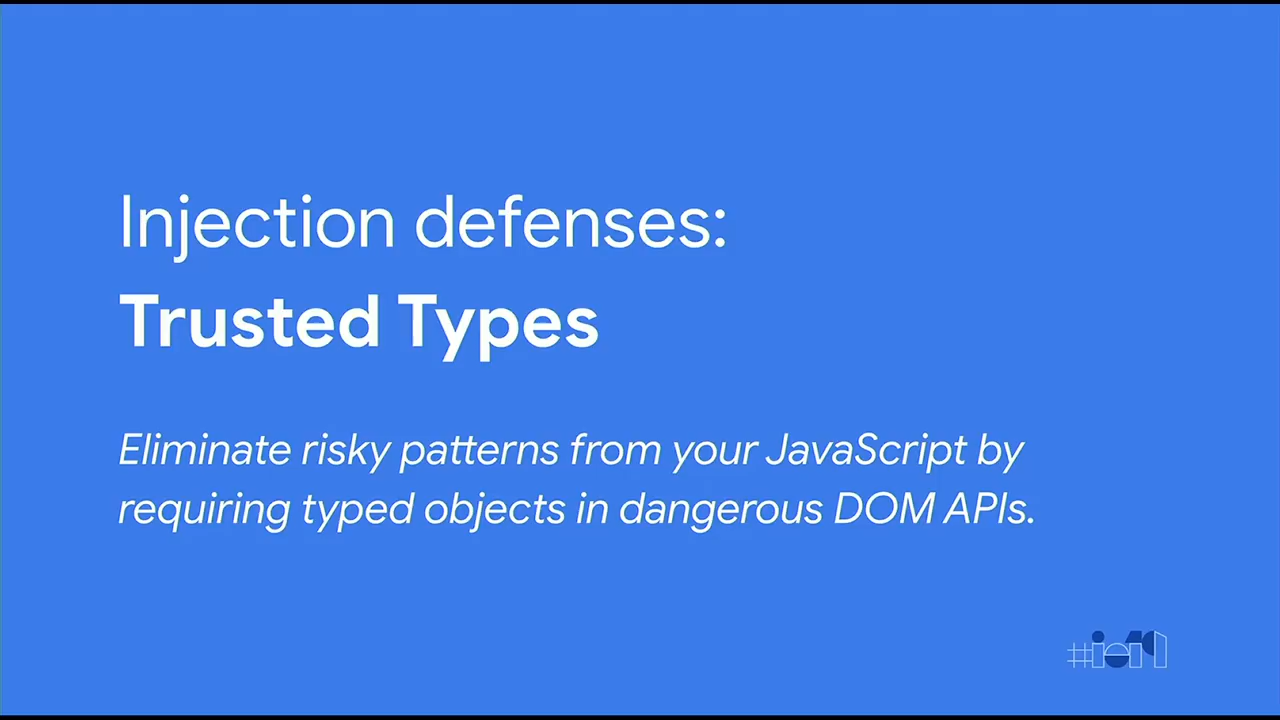 Injection defenses:
Trusted Types
Eliminate risky patterns from your JavaScript by
requiring typed objects in dangerous DOM APIs.
#io19